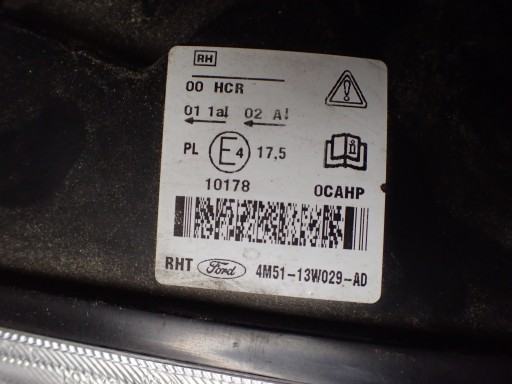 RH
00 HCR
01 1a! 02 A!
PL E4 17,5
10178 0CAHP
RHT Ford 4M51-13W029-AD